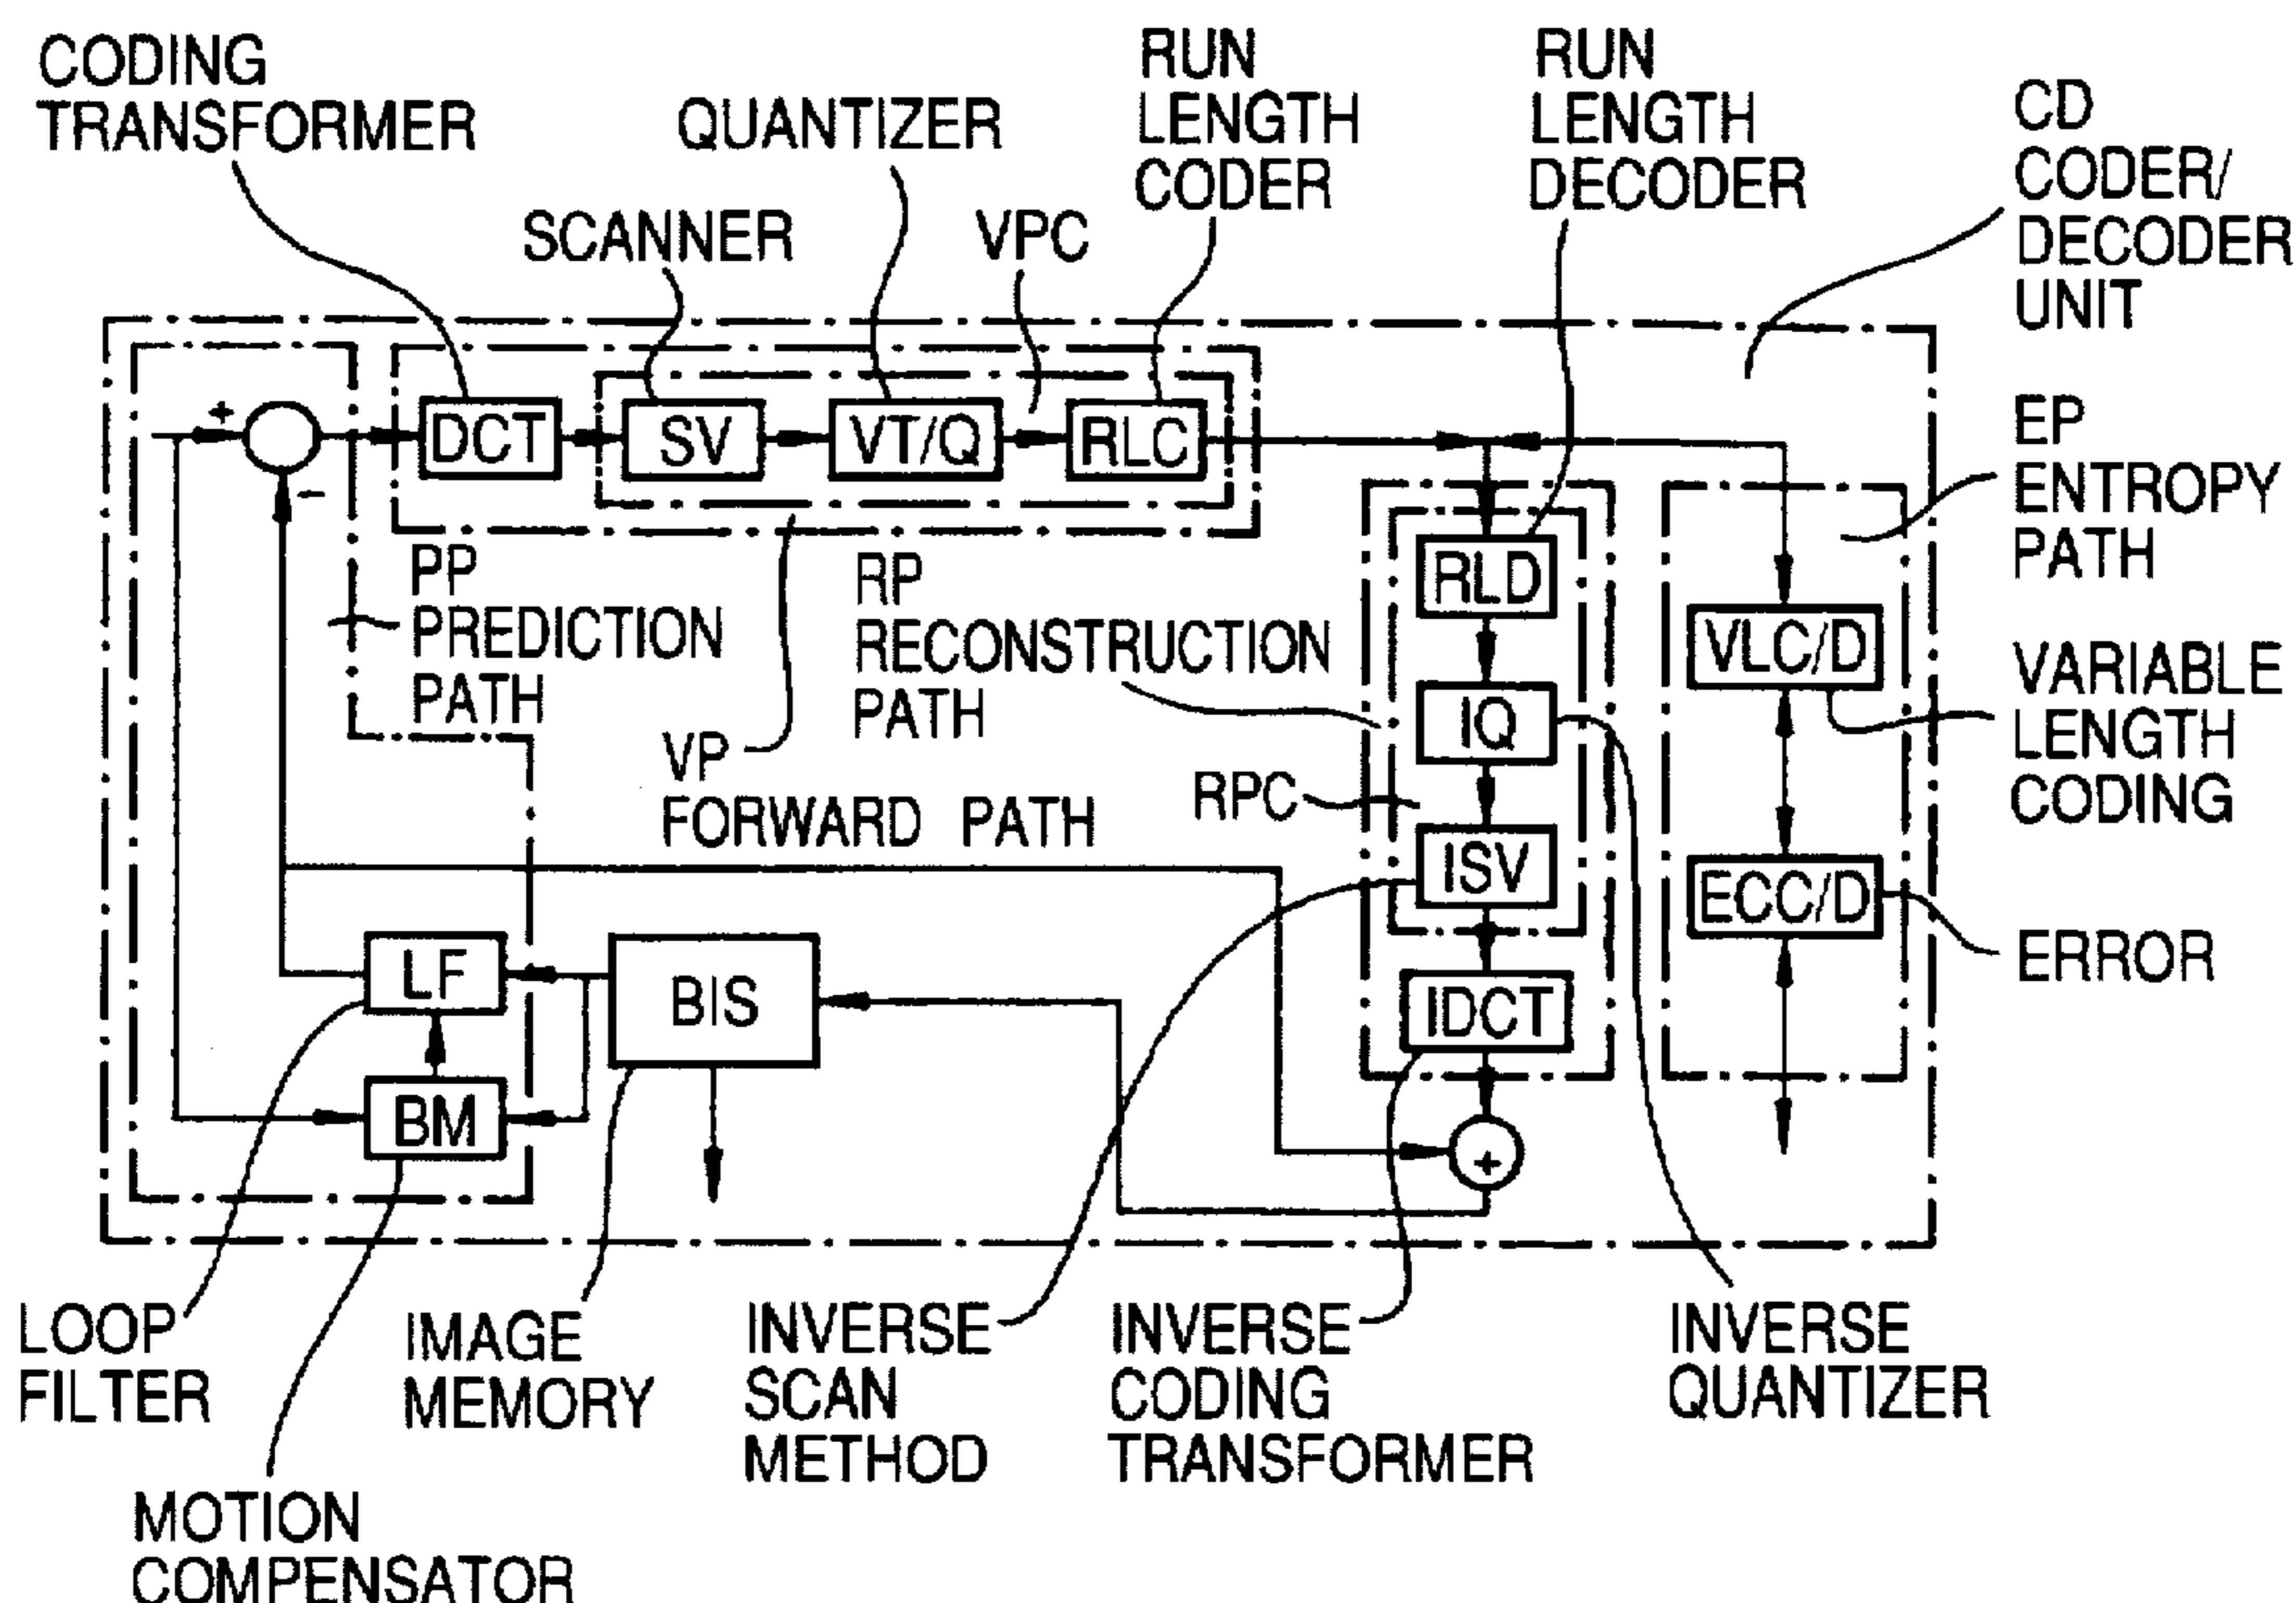 CODING
TRANSFORMER
SCANNER
QUANTIZER
VPC
RUN
LENGTH
CODER
RUN
LENGTH
DECODER
CD
CODER/
DECODER
UNIT
+
DCT
SV
VT/Q
RLC
−
EP
ENTROPY
PATH
PP
PREDICTION
PATH
RP
RECONSTRUCTION
PATH
VP
FORWARD PATH
RLD
IQ
RPC
ISV
IDCT
+
VLC/D
VARIABLE
LENGTH
CODING
ECC/D
ERROR
LF
BIS
BM
LOOP
FILTER
MOTION
COMPENSATOR
IMAGE
MEMORY
INVERSE
SCAN
METHOD
INVERSE
CODING
TRANSFORMER
INVERSE
QUANTIZER